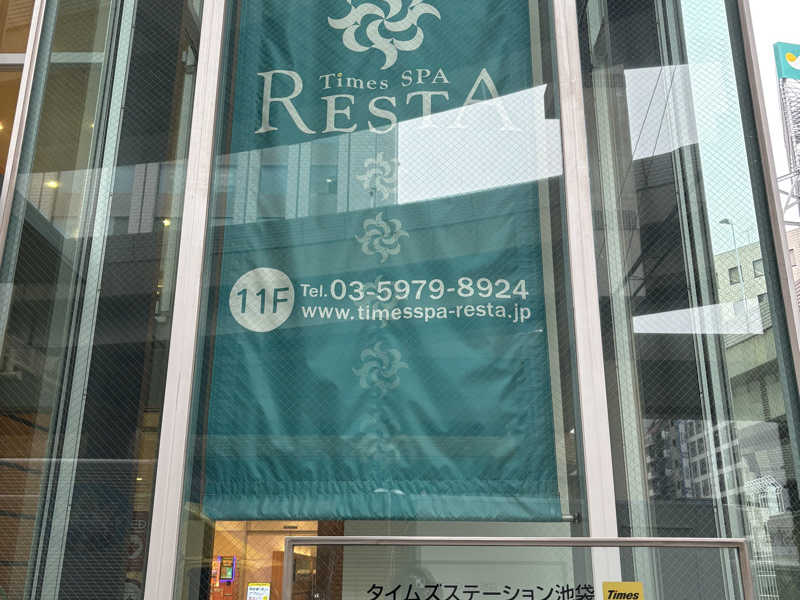 Times SPA
RESTA
11F
Tel. 03-5979-8924
www.timesspa-resta.jp
タイムズステーション池袋
Times